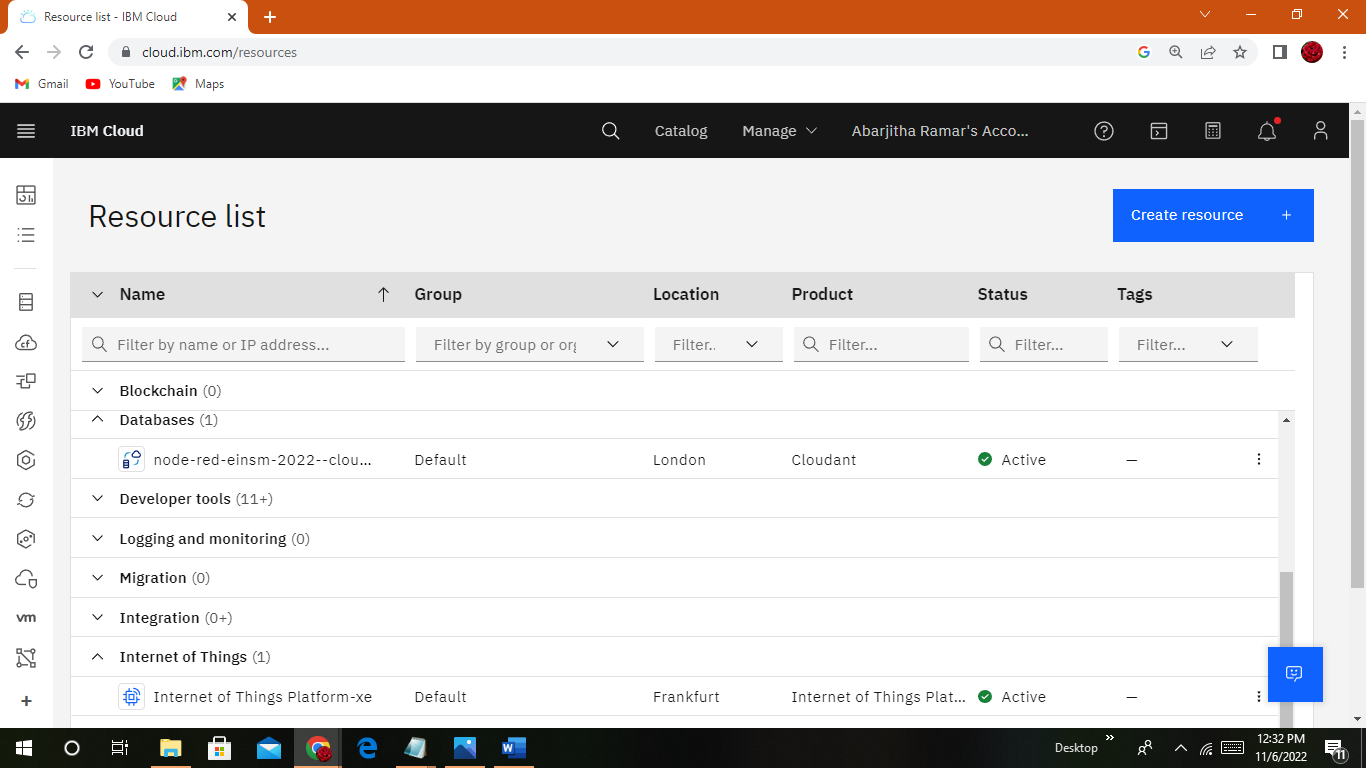 Resource list - IBM Cloud
cloud.ibm.com/resources
Gmail YouTube Maps
IBM Cloud Catalog Manage Abarjitha Ramar's Acco...
Resource list
Create resource +
Name Group Location Product Status Tags
Filter by name or IP address... Filter by group or org Filter.. Filter... Filter... Filter...
Blockchain (0)
Databases (1)
node-red-einsm-2022--clou... Default London Cloudant Active —
Developer tools (11+)
Logging and monitoring (0)
Migration (0)
Integration (0+)
vm
Internet of Things (1)
Internet of Things Platform-xe Default Frankfurt Internet of Things Plat... Active —
Desktop
12:32 PM
11/6/2022
11